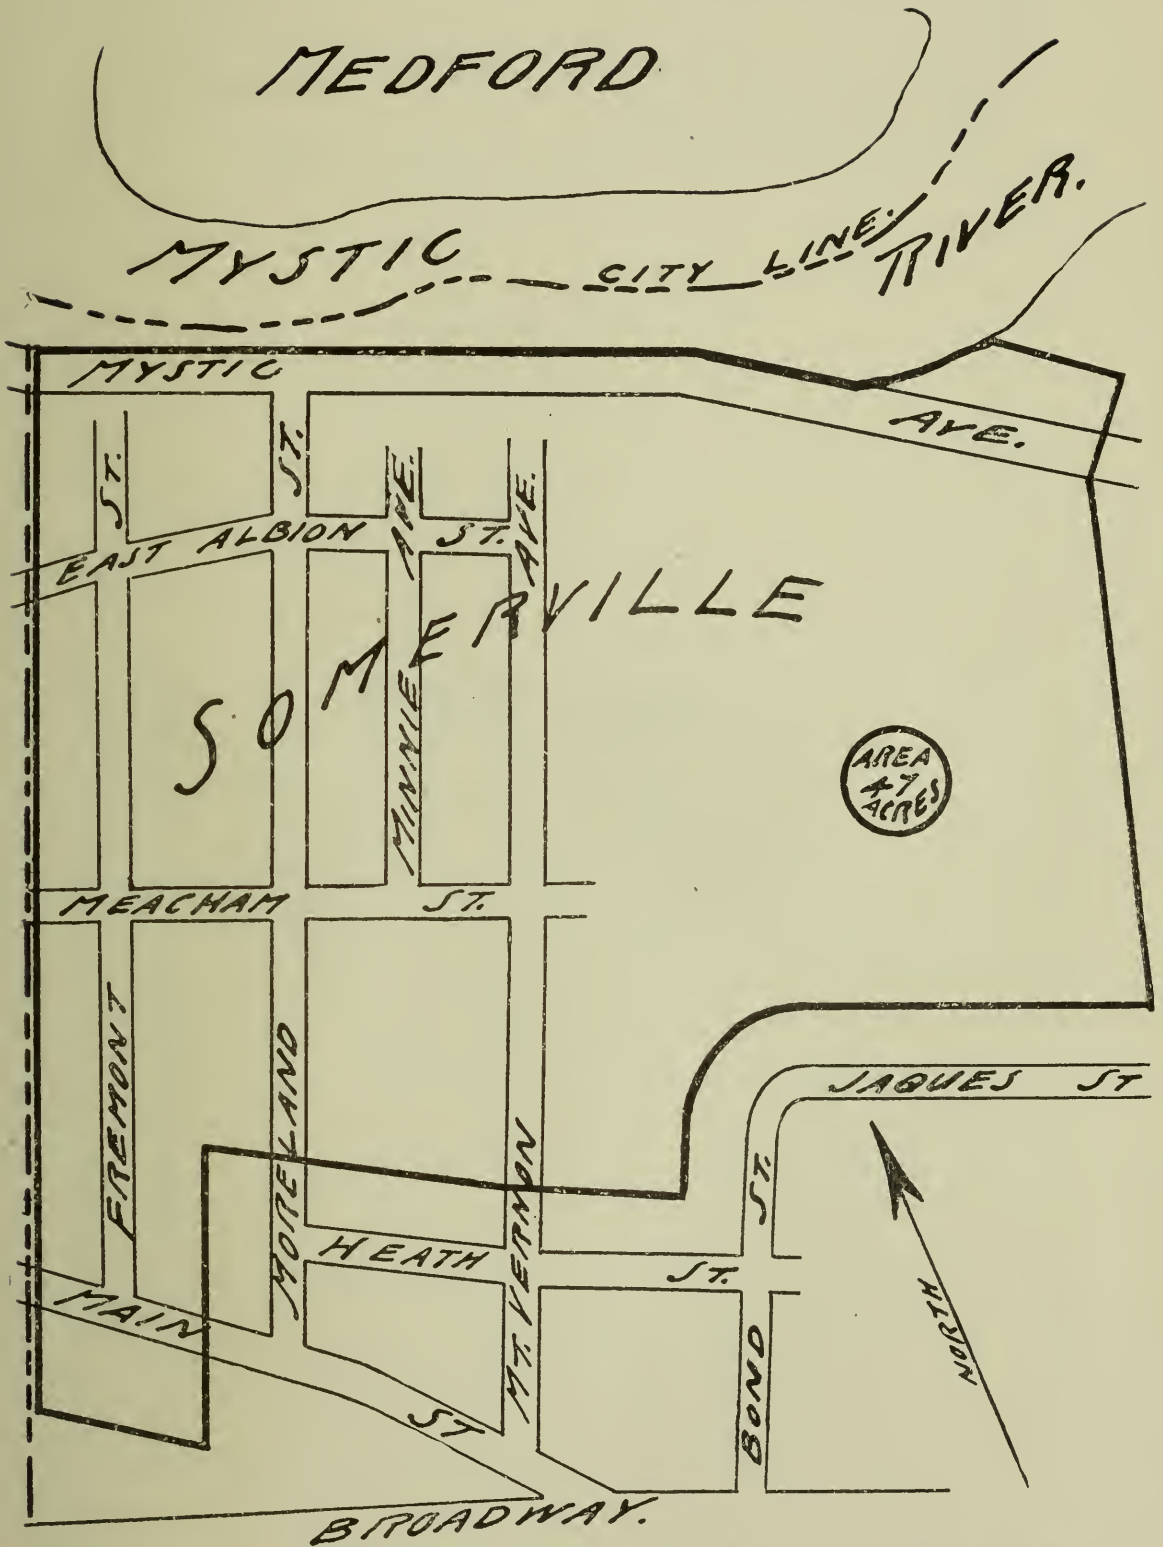 MEDFORD
MYSTIC RIVER.
CITY LINE.
MYSTIC AVE.
ST.
ST.
MINNIE AVE.
AVE.
EAST ALBION ST.
SOMERVILLE
AREA
47
ACRES
MEACHAM ST.
FREMONT
MORELAND
MT. VERNON
JAQUES ST
ST.
HEATH ST.
MAIN ST
BOND
NORTH
BROADWAY.